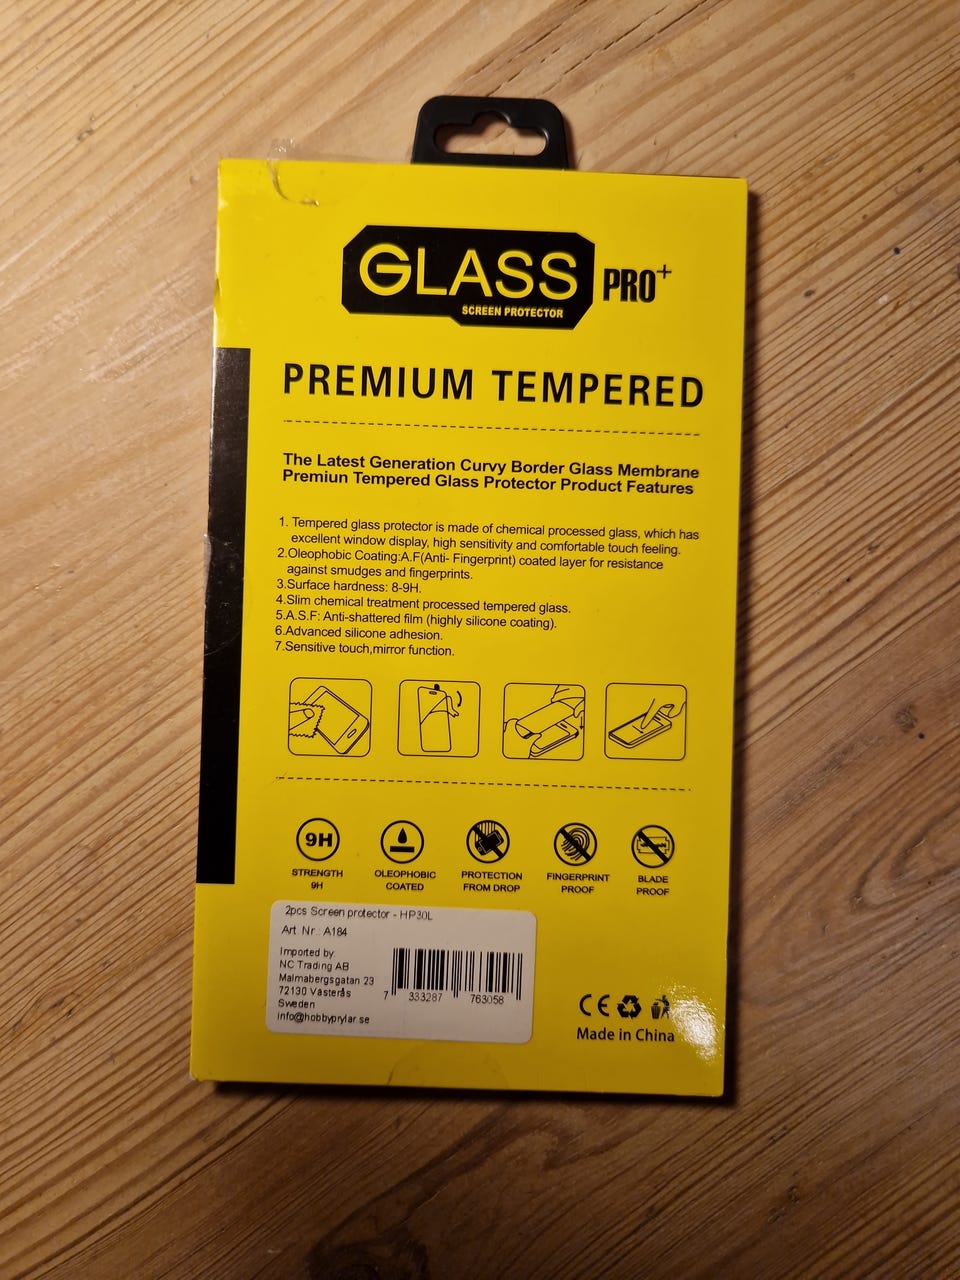 GLASS
SCREEN PROTECTOR
PRO+
PREMIUM TEMPERED
The Latest Generation Curvy Border Glass Membrane
Premiun Tempered Glass Protector Product Features
1. Tempered glass protector is made of chemical processed glass, which has
excellent window display, high sensitivity and comfortable touch feeling.
2.Oleophobic Coating:A.F(Anti- Fingerprint) coated layer for resistance
against smudges and fingerprints.
3.Surface hardness: 8-9H.
4.Slim chemical treatment processed tempered glass.
5.A.S.F: Anti-shattered film (highly silicone coating).
6.Advanced silicone adhesion.
7.Sensitive touch,mirror function.
9H
STRENGTH
9H
OLEOPHOBIC
COATED
PROTECTION
FROM DROP
FINGERPRINT
PROOF
BLADE
PROOF
2pcs Screen protector - HP30L
Art. Nr.: A184
Imported by:
NC Trading AB
Malmabergsgatan 23
72130 Västerås
Sweden
info@hobbyprylar.se
7 333287 763058
CE
Made in China